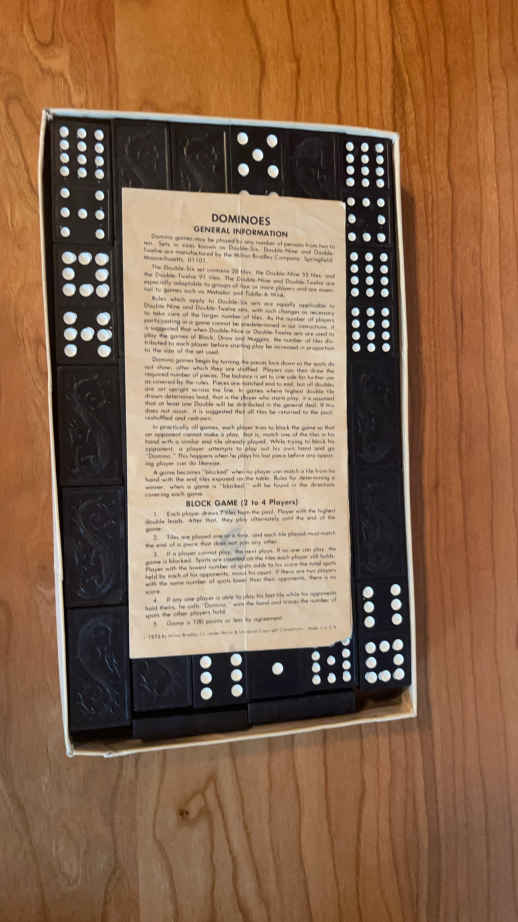 DOMINOES
GENERAL INFORMATION
Domino games may be played by any number of persons from two to
ten. Sets in sizes known as Double-Six, Double-Nine and Double-
Twelve are manufactured by the Milton Bradley Company, Springfield,
Massachusetts, 01101.
The Double-Six set contains 28 tiles, the Double-Nine 55 tiles, and
the Double-Twelve 91 tiles. The Double-Nine and Double-Twelve are
especially adaptable to groups of four or more players and are essen-
tial to games such as Matador and Tiddle-A-Wink.
Rules which apply to Double-Six sets are equally applicable to
Double-Nine and Double-Twelve sets, with such changes as necessary
to take care of the larger number of tiles. As the number of players
participating in a game cannot be predetermined in our instructions, it
is suggested that when Double-Nine or Double-Twelve sets are used to
play the games of Block, Draw and Muggins, the number of tiles dis-
tributed to each player before starting play be increased in proportion
to the size of the set used.
Domino games begin by turning the pieces face down so the spots do
not show, after which they are shuffled. Players can then draw the
required number of pieces. The balance is set to one side for further use
as covered by the rules. Pieces are matched end to end, but all doubles
are set upright across the line. In games where highest double tile
drawn determines lead, that is the player who starts play, it is assumed
that at least one Double will be distributed in the general deal. If this
does not occur, it is suggested that all tiles be returned to the pool,
reshuffled and redrawn.
In practically all games, each player tries to block the game so that
an opponent cannot make a play, that is, match one of the tiles in his
hand with a similar end tile already played. While trying to block his
opponent, a player attempts to play out his own hand and go
"Domino." This happens when he plays his last piece before any oppos-
ing player can do likewise.
A game becomes "blocked" when no player can match a tile from his
hand with the end tiles exposed on the table. Rules for determining a
winner, when a game is "blocked," will be found in the directions
covering each game.
BLOCK GAME (2 to 4 Players)
1. Each player draws 7 tiles from the pool. Player with the highest
double leads. After that, they play alternately until the end of the
game.
2. Tiles are played one at a time, and each tile played must match
the end of a piece that does not join any other.
3. If a player cannot play, the next plays. If no one can play, the
game is blocked. Spots are counted on the tiles each player still holds.
Player with the lowest number of spots adds to his score the total spots
held by each of his opponents, minus his count. If there are two players
with the same number of spots lower than their opponents, there is no
score.
4. If any one player is able to play his last tile while his opponents
hold theirs, he calls "Domino," wins the hand and scores the number of
spots the other players hold.
5. Game is 100 points or less by agreement.
Milton Bradley Co. under Berne & Universal Copyright Conventions Made in U.S.A.